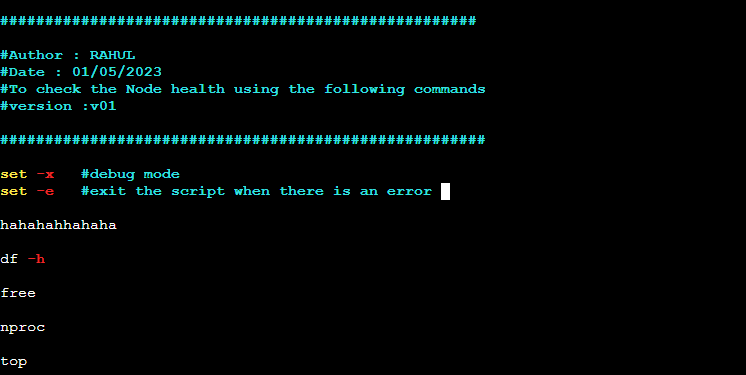 #####################################################
#Author : RAHUL
#Date : 01/05/2023
#To check the Node health using the following commands
#version :v01
######################################################
set -x   #debug mode
set -e   #exit the script when there is an error
hahahahhahaha
df -h
free
nproc
top